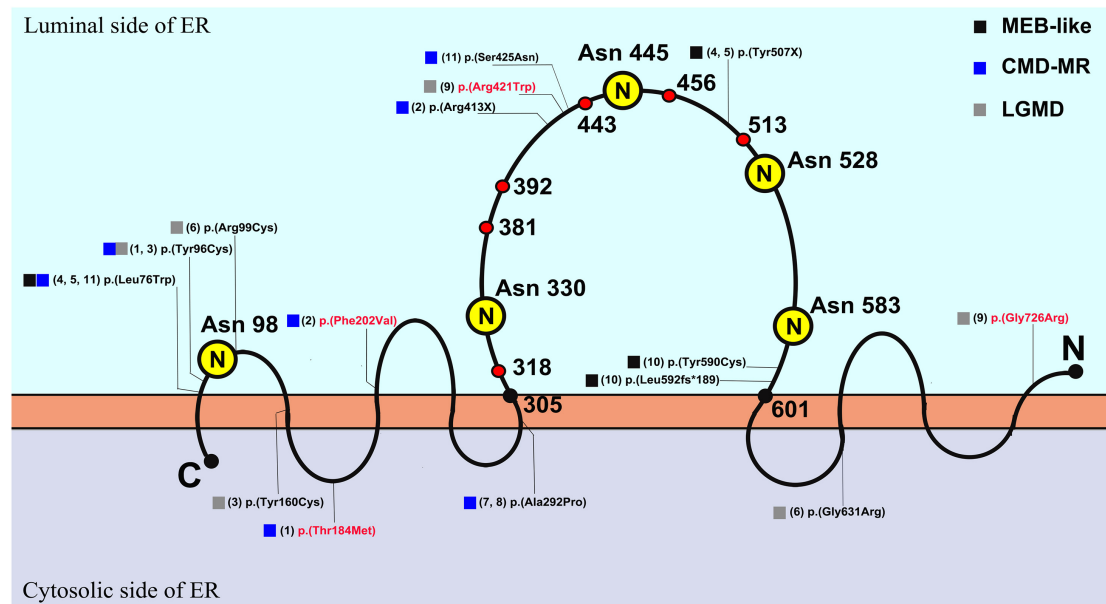 Luminal side of ER
MEB-like
CMD-MR
LGMD
Asn 445
(11) p.(Ser425Asn)
(4, 5) p.(Tyr507X)
(9) p.(Arg421Trp)
(2) p.(Arg413X)
N
456
443
513
Asn 528
N
392
381
(6) p.(Arg99Cys)
(1, 3) p.(Tyr96Cys)
(4, 5, 11) p.(Leu76Trp)
Asn 330
N
Asn 583
N
Asn 98
N
(2) p.(Phe202Val)
(9) p.(Gly726Arg)
N
318
(10) p.(Tyr590Cys)
(10) p.(Leu592fs*189)
305
601
C
(3) p.(Tyr160Cys)
(7, 8) p.(Ala292Pro)
(6) p.(Gly631Arg)
(1) p.(Thr184Met)
Cytosolic side of ER